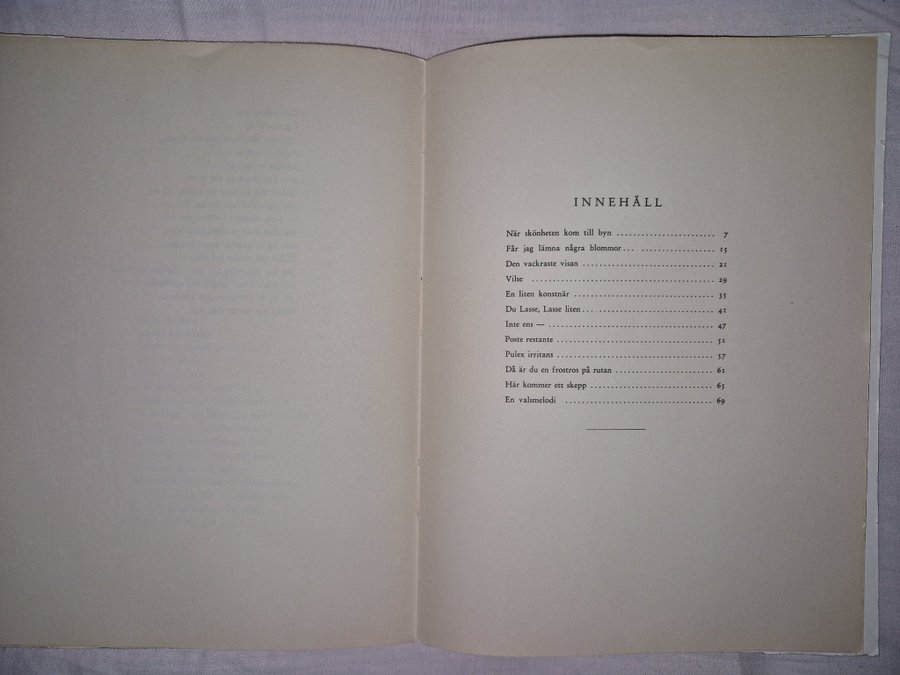 INNEHÅLL
När skönheten kom till byn ........................ 7
Får jag lämna några blommor... .................. 15
Den vackraste visan ................................ 21
Vilse ............................................. 29
En liten konstnär .................................. 35
Du Lasse, Lasse liten... ............................ 41
Inte ens — ........................................ 47
Poste restante ...................................... 51
Pulex irritans ...................................... 57
Då är du en frostros på rutan ........................ 61
Här kommer ett skepp .............................. 65
En valsmelodi .................................... 69